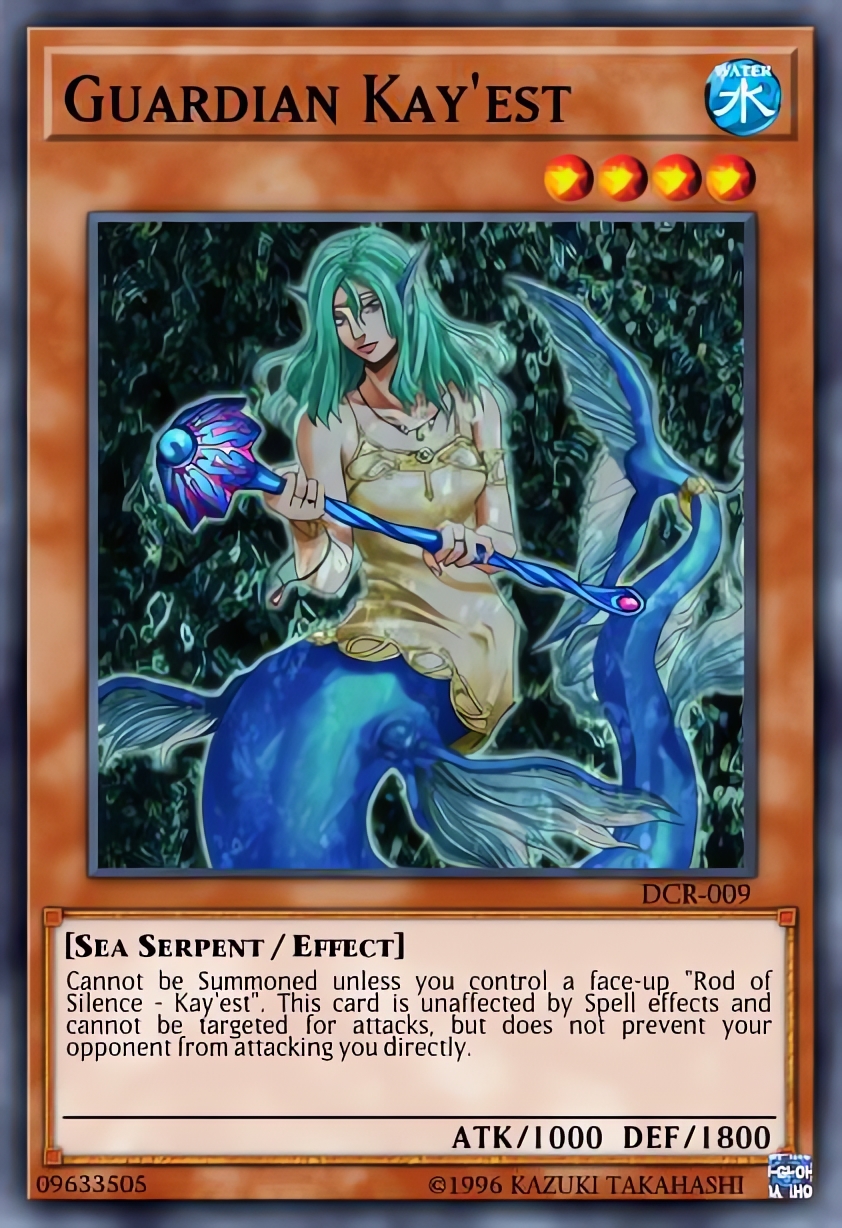 Guardian Kay'est
WATER
水
DCR-009
[Sea Serpent / Effect]
Cannot be Summoned unless you control a face-up "Rod of
Silence - Kay'est". This card is unaffected by Spell effects and
cannot be targeted for attacks, but does not prevent your
opponent from attacking you directly.
ATK/1000 DEF/1800
09633505
©1996 KAZUKI TAKAHASHI